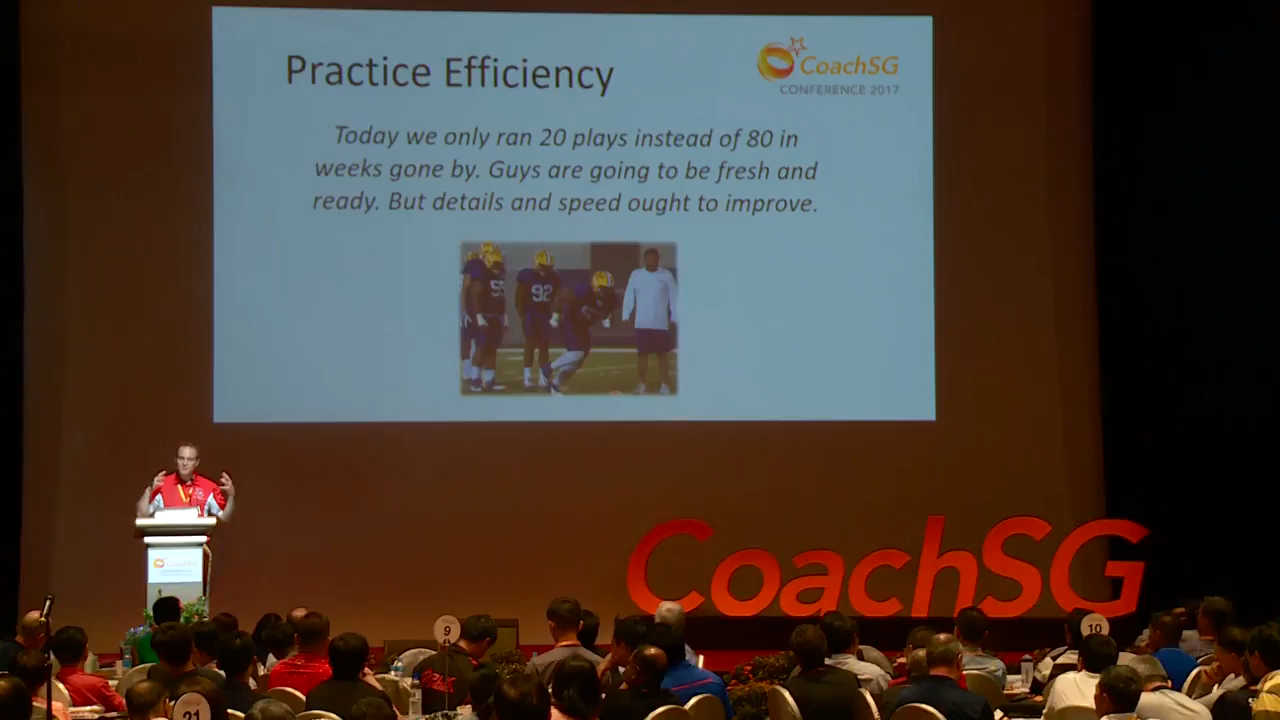 Practice Efficiency
CoachSG
CONFERENCE 2017
Today we only ran 20 plays instead of 80 in
weeks gone by. Guys are going to be fresh and
ready. But details and speed ought to improve.
92
CoachSG
9
10
21